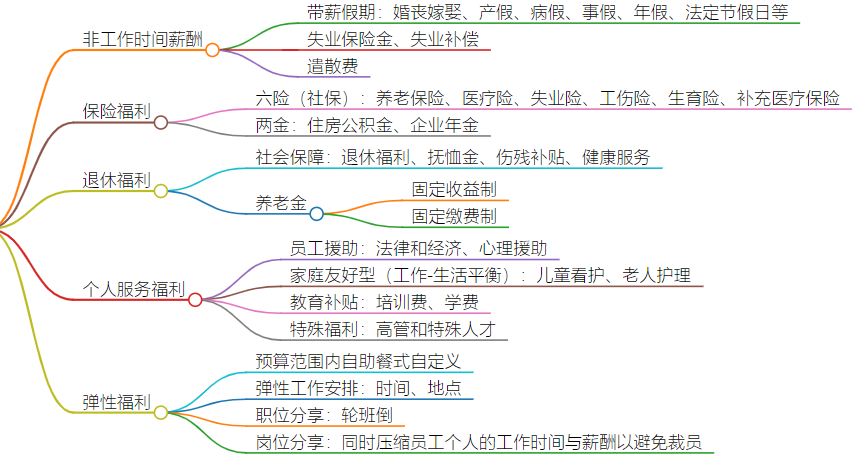 非工作时间薪酬
带薪假期：婚丧嫁娶、产假、病假、事假、年假、法定节假日等
失业保险金、失业补偿
遣散费
保险福利
六险（社保）：养老保险、医疗险、失业险、工伤险、生育险、补充医疗保险
两金：住房公积金、企业年金
退休福利
社会保障：退休福利、抚恤金、伤残补贴、健康服务
养老金
固定收益制
固定缴费制
个人服务福利
员工援助：法律和经济、心理援助
家庭友好型（工作-生活平衡）：儿童看护、老人护理
教育补贴：培训费、学费
特殊福利：高管和特殊人才
弹性福利
预算范围内自助餐式自定义
弹性工作安排：时间、地点
职位分享：轮班倒
岗位分享：同时压缩员工个人的工作时间与薪酬以避免裁员